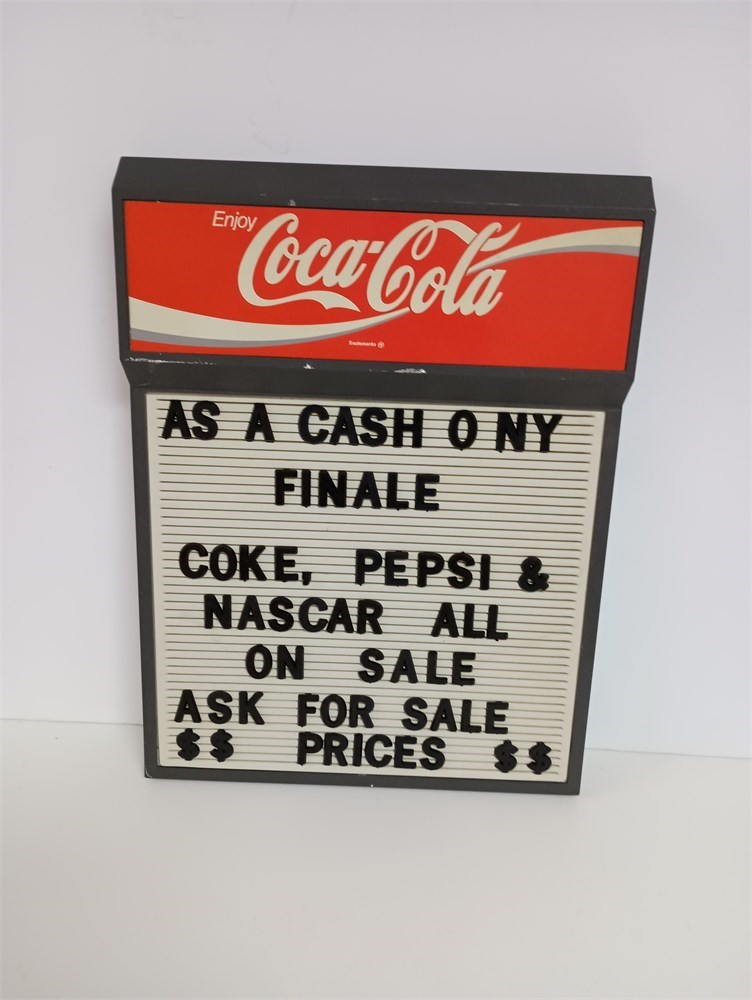 Enjoy
Coca-Cola
Trademark ®
AS A CASH O NY
FINALE
COKE, PEPSI &
NASCAR ALL
ON SALE
ASK FOR SALE
$$ PRICES $$